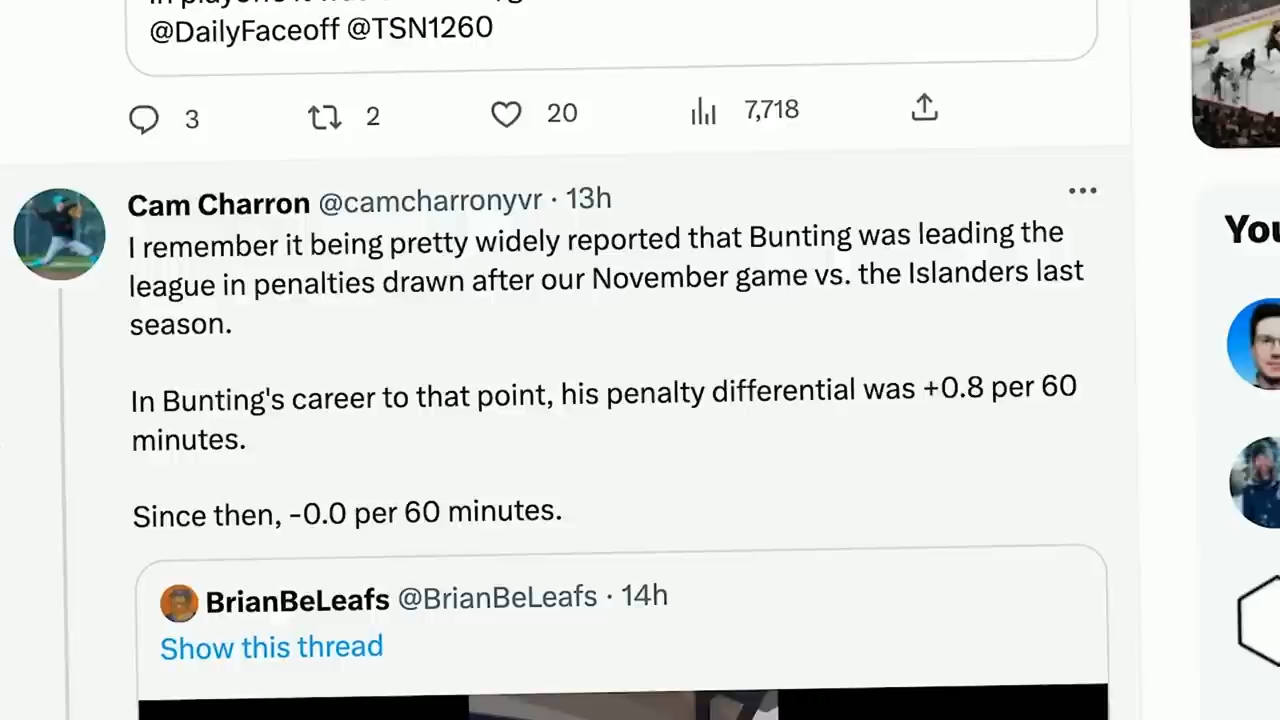 @DailyFaceoff @TSN1260
3 2 20 7,718
Cam Charron @camcharronyvr · 13h
I remember it being pretty widely reported that Bunting was leading the
league in penalties drawn after our November game vs. the Islanders last
season.
In Bunting's career to that point, his penalty differential was +0.8 per 60
minutes.
Since then, -0.0 per 60 minutes.
BrianBeLeafs @BrianBeLeafs · 14h
Show this thread
You